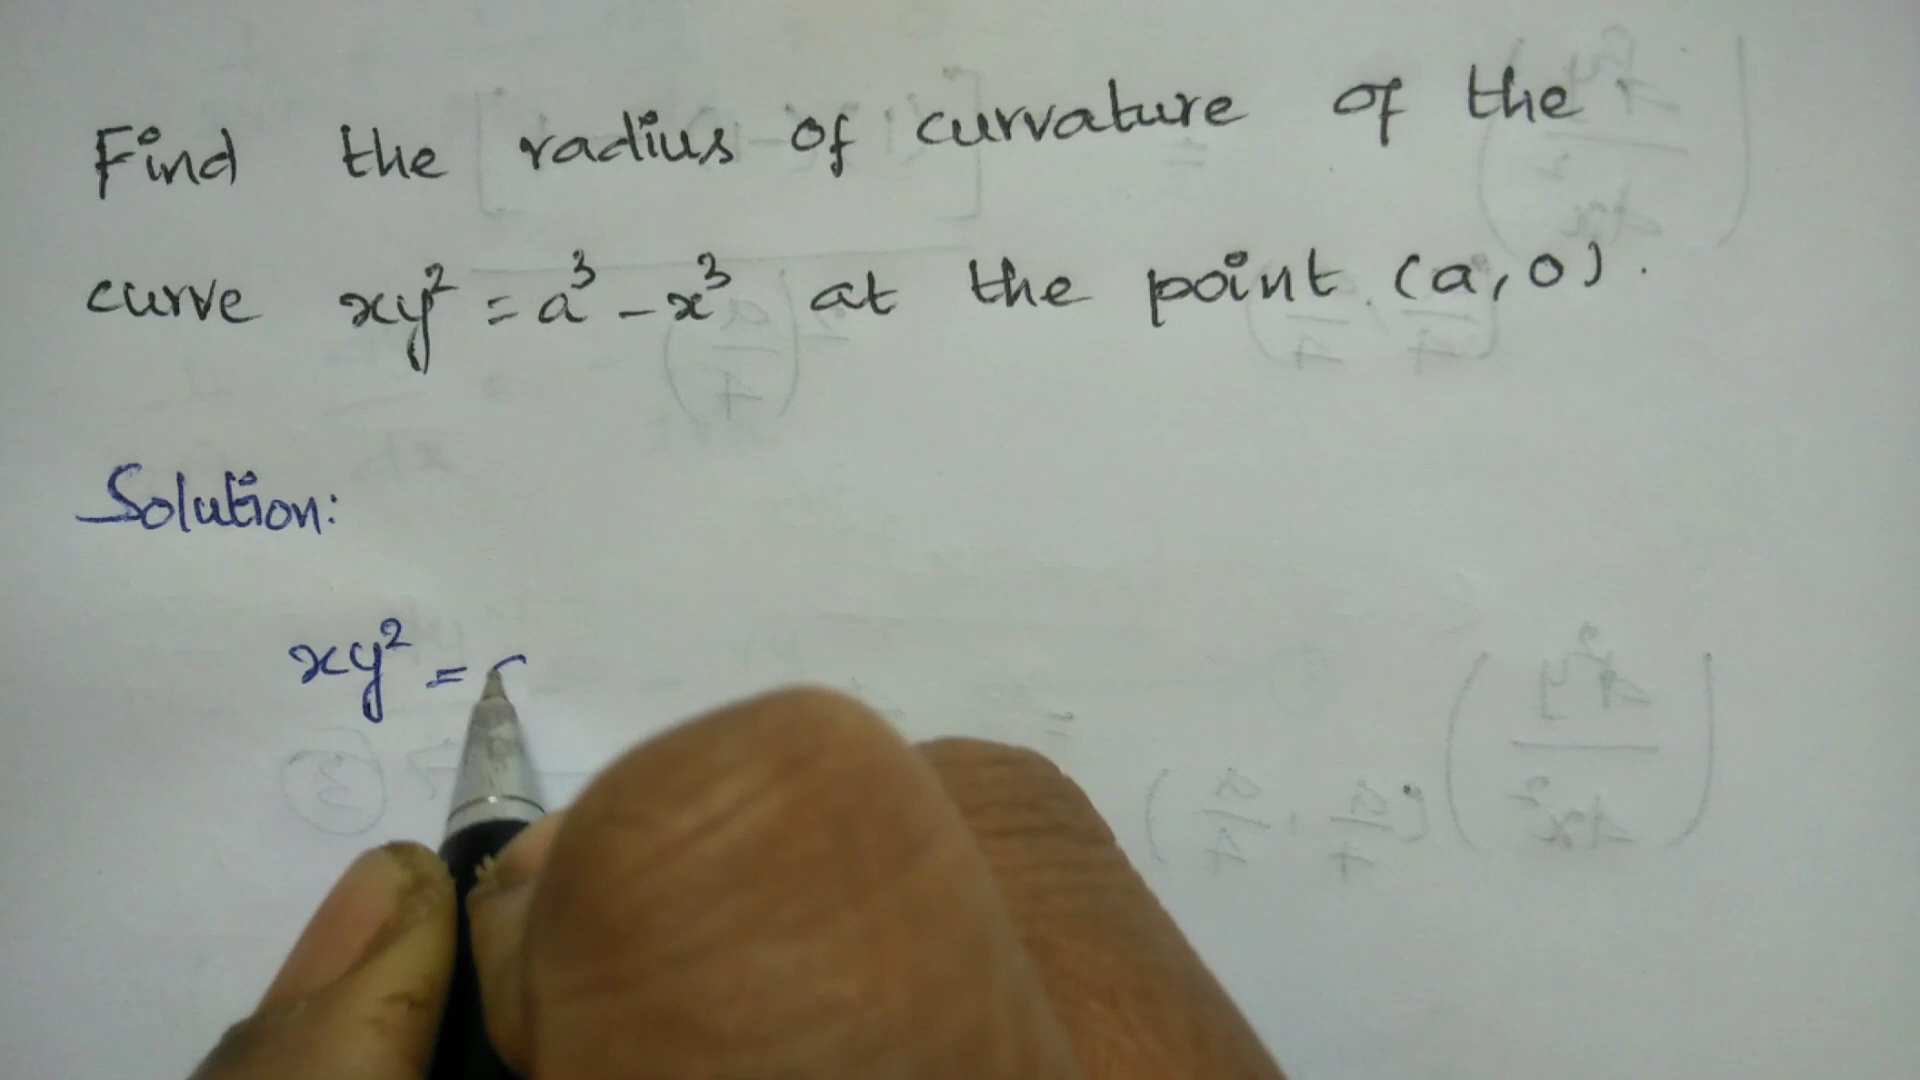 Find the radius of curvature of the
curve xy² = a³ - x³ at the point (a, 0).
Solution:
xy² =